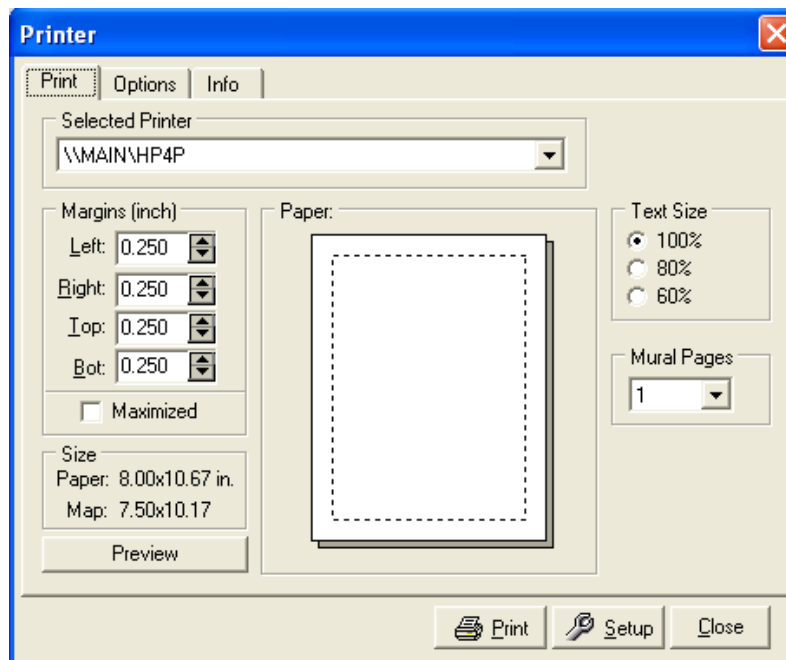 Printer
Print Options Info
Selected Printer
\\MAIN\HP4P
Margins (inch)
Left: 0.250
Right: 0.250
Top: 0.250
Bot: 0.250
Maximized
Size
Paper: 8.00x10.67 in.
Map: 7.50x10.17
Preview
Paper:
Text Size
100%
80%
60%
Mural Pages
1
Print Setup Close